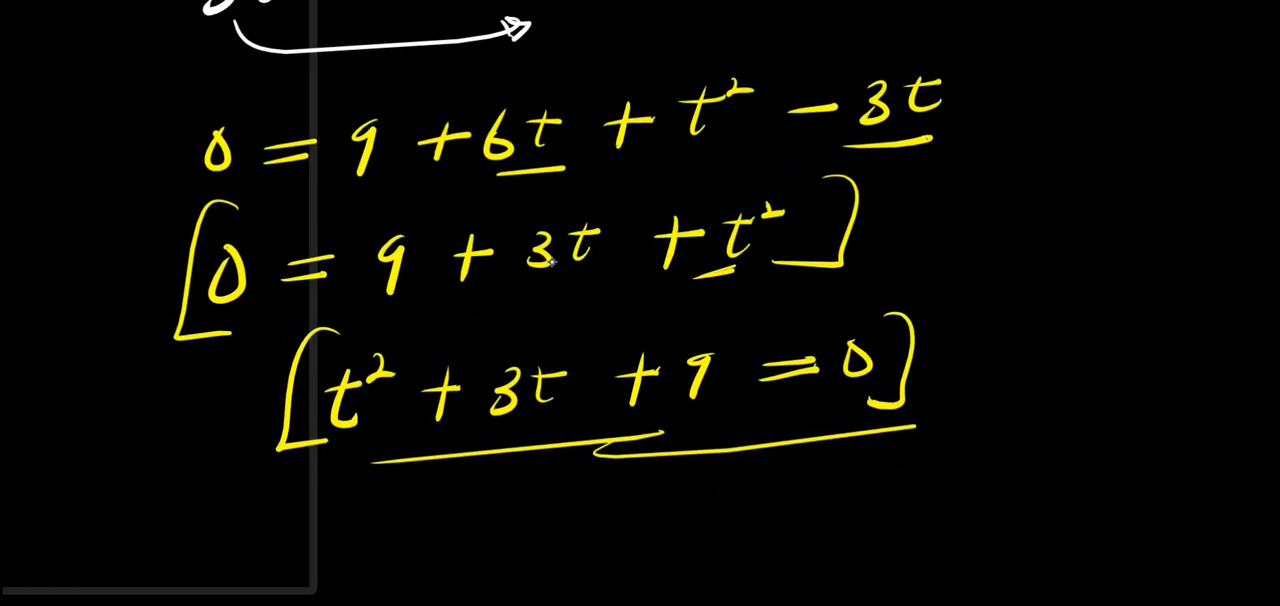 0 = 9 + 6t + t² - 3t
[0 = 9 + 3t + t²]
[t² + 3t + 9 = 0]